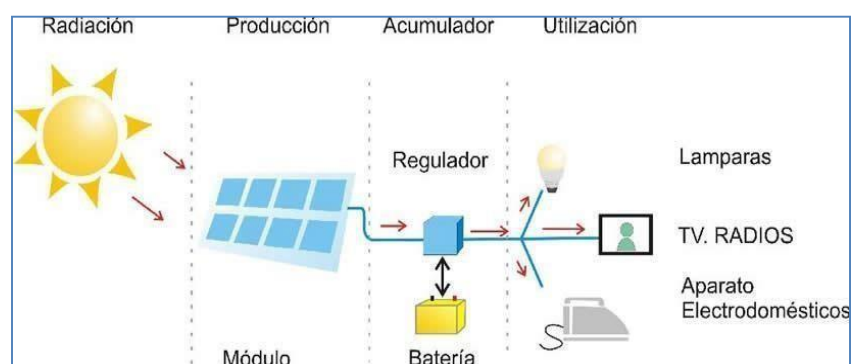 Radiación Producción Acumulador Utilización
Regulador
Lamparas
TV. RADIOS
Aparato
Electrodomésticos
Módulo
Batería